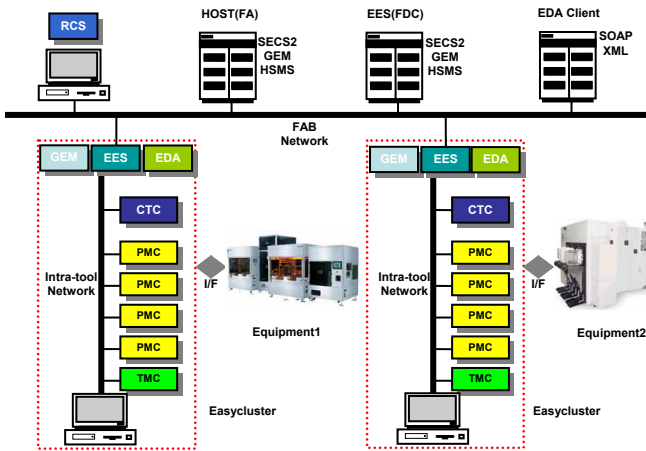 RCS
HOST(FA)
SECS2
GEM
HSMS
EES(FDC)
SECS2
GEM
HSMS
EDA Client
SOAP
XML
FAB
Network
GEM
EES
EDA
CTC
PMC
PMC
PMC
PMC
TMC
Intra-tool
Network
I/F
Equipment1
Easycluster
GEM
EES
EDA
CTC
PMC
PMC
PMC
PMC
TMC
Intra-tool
Network
I/F
Equipment2
Easycluster